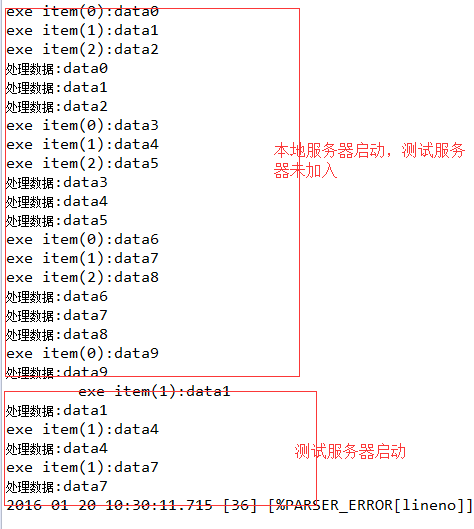 exe item(0):data0
exe item(1):data1
exe item(2):data2
处理数据:data0
处理数据:data1
处理数据:data2
exe item(0):data3
exe item(1):data4
exe item(2):data5
处理数据:data3
处理数据:data4
处理数据:data5
exe item(0):data6
exe item(1):data7
exe item(2):data8
处理数据:data6
处理数据:data7
处理数据:data8
exe item(0):data9
处理数据:data9
本地服务器启动，测试服务
器未加入
exe item(1):data1
处理数据:data1
exe item(1):data4
处理数据:data4
exe item(1):data7
处理数据:data7
测试服务器启动
2016 01 20 10:30:11.715 [36] [%PARSER_ERROR[lineno]]